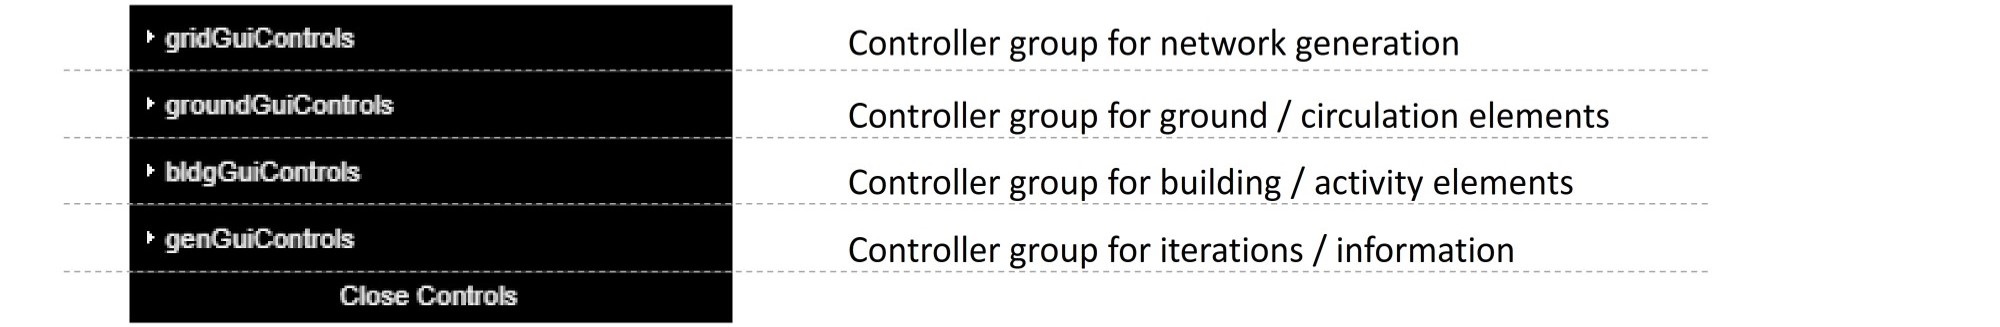 gridGuiControls Controller group for network generation
groundGuiControls Controller group for ground / circulation elements
bldgGuiControls Controller group for building / activity elements
genGuiControls Controller group for iterations / information
Close Controls